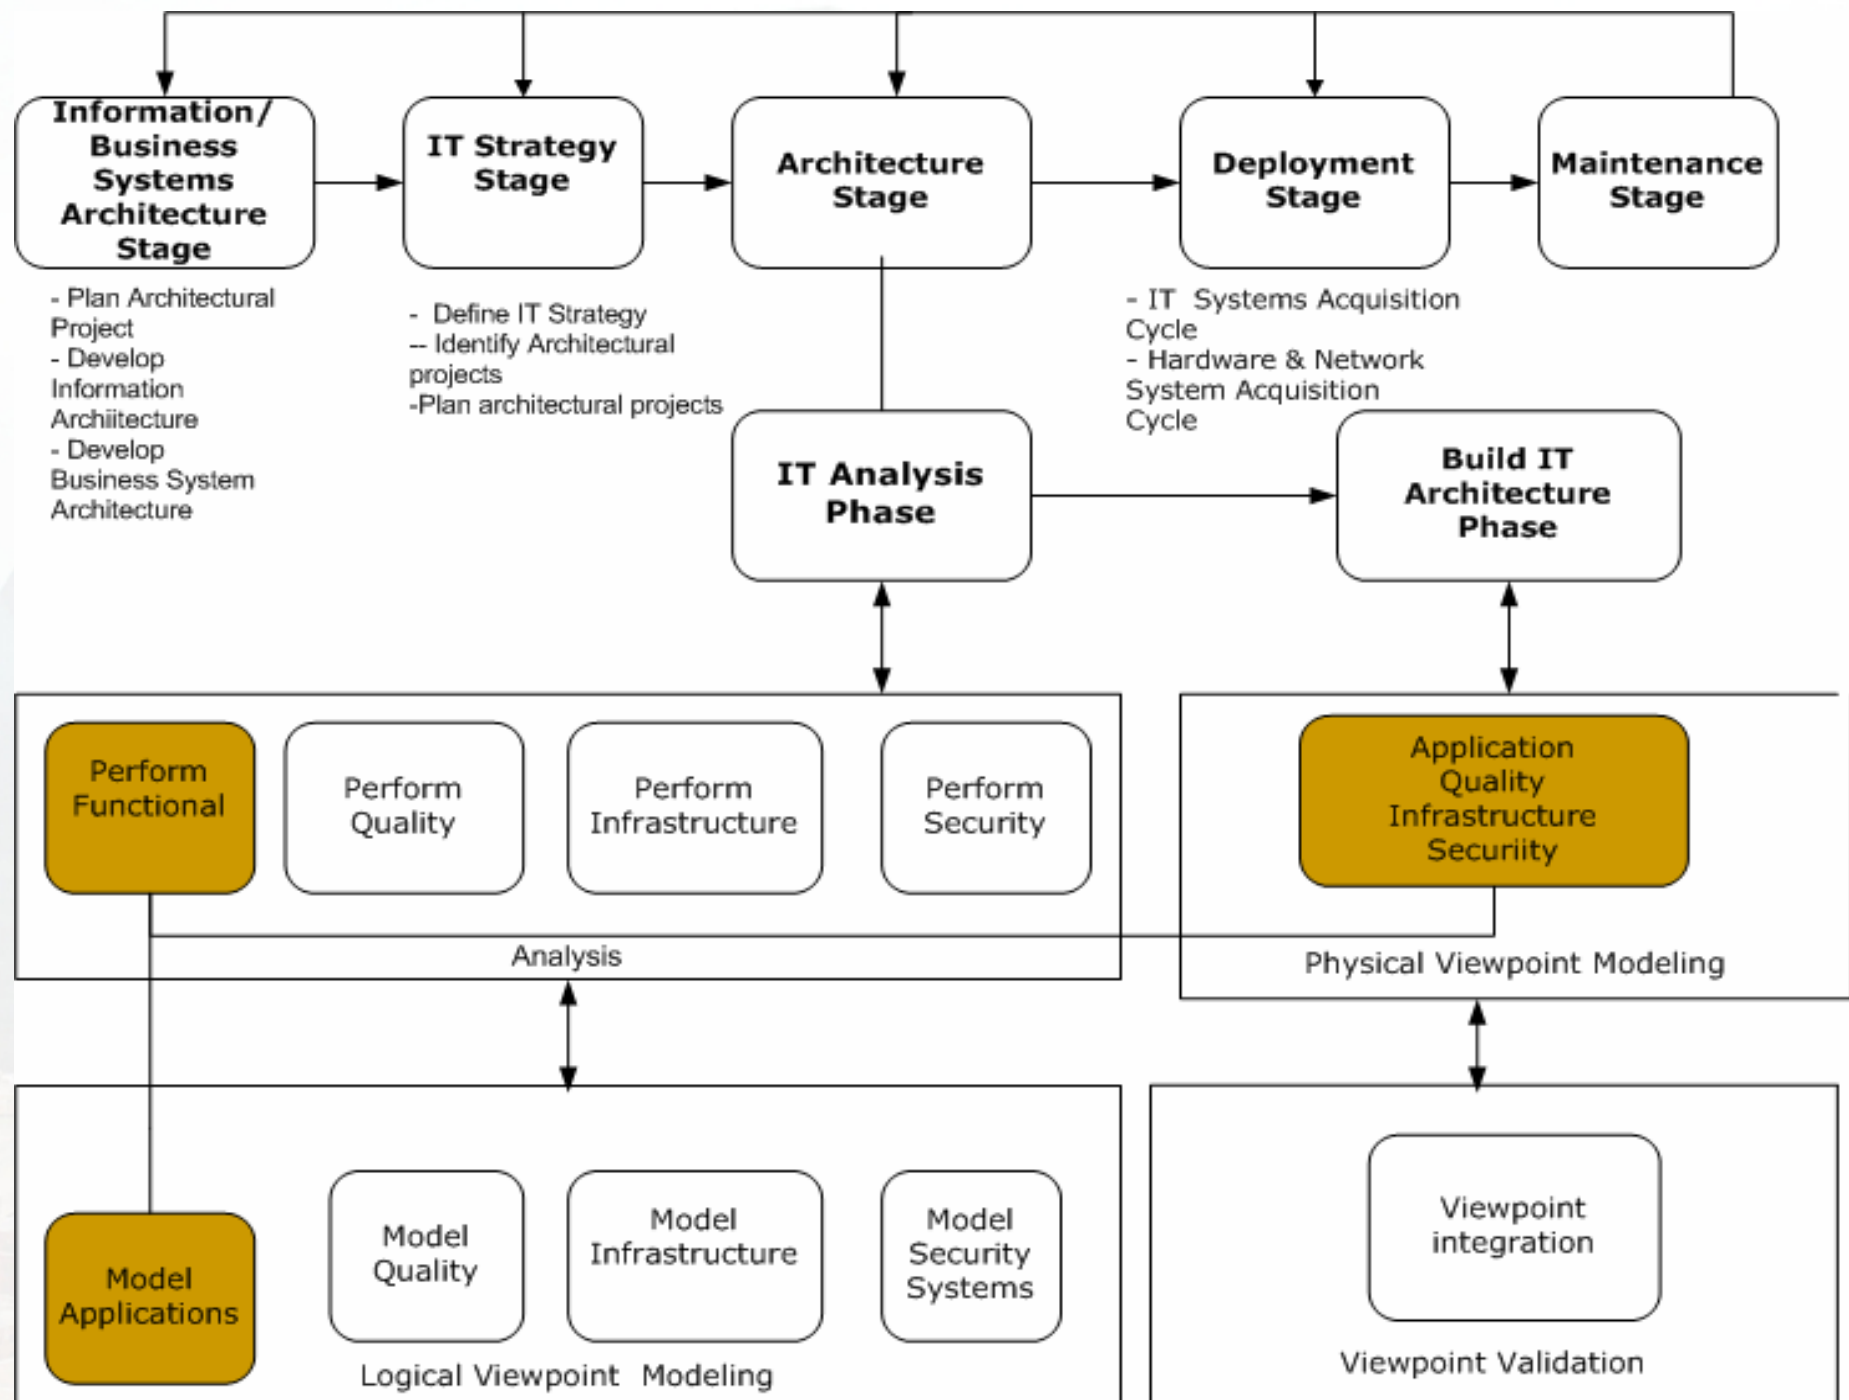 Information/
Business
Systems
Architecture
Stage
IT Strategy
Stage
Architecture
Stage
Deployment
Stage
Maintenance
Stage
- Plan Architectural
Project
- Develop
Information
Archiitecture
- Develop
Business System
Architecture
- Define IT Strategy
-- Identify Architectural
projects
-Plan architectural projects
- IT Systems Acquisition
Cycle
- Hardware & Network
System Acquisition
Cycle
IT Analysis
Phase
Build IT
Architecture
Phase
Perform
Functional
Perform
Quality
Perform
Infrastructure
Perform
Security
Analysis
Application
Quality
Infrastructure
Securiity
Physical Viewpoint Modeling
Model
Applications
Model
Quality
Model
Infrastructure
Model
Security
Systems
Logical Viewpoint Modeling
Viewpoint
integration
Viewpoint Validation